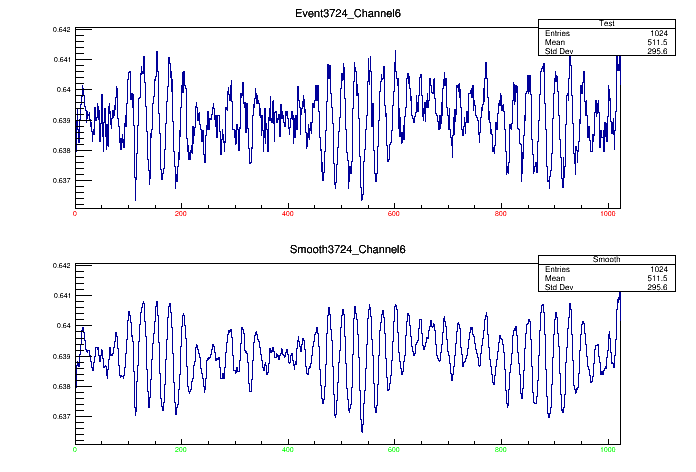 Event3724_Channel6
Test
Entries 1024
Mean 511.5
Std Dev 295.6
0.642
0.641
0.64
0.639
0.638
0.637
0 200 400 600 800 1000
Smooth3724_Channel6
Smooth
Entries 1024
Mean 511.5
Std Dev 295.6
0.642
0.641
0.64
0.639
0.638
0.637
0 200 400 600 800 1000